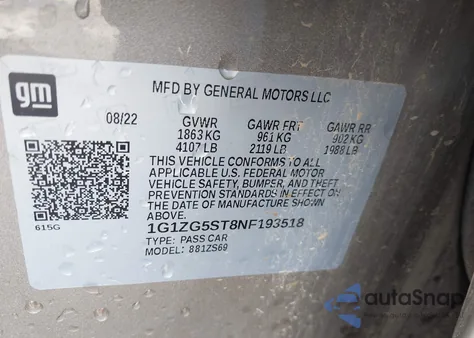 gm
MFD BY GENERAL MOTORS LLC
08/22 GVWR GAWR FRT GAWR RR
1863 KG 961 KG 902 KG
4107 LB 2119 LB 1988 LB
THIS VEHICLE CONFORMS TO ALL
APPLICABLE U.S. FEDERAL MOTOR
VEHICLE SAFETY, BUMPER, AND THEFT
PREVENTION STANDARDS IN EFFECT ON
THE DATE OF MANUFACTURE SHOWN ABOVE.
615G
1G1ZG5ST8NF193518
TYPE: PASS CAR
MODEL: 881ZS69
autaSnap